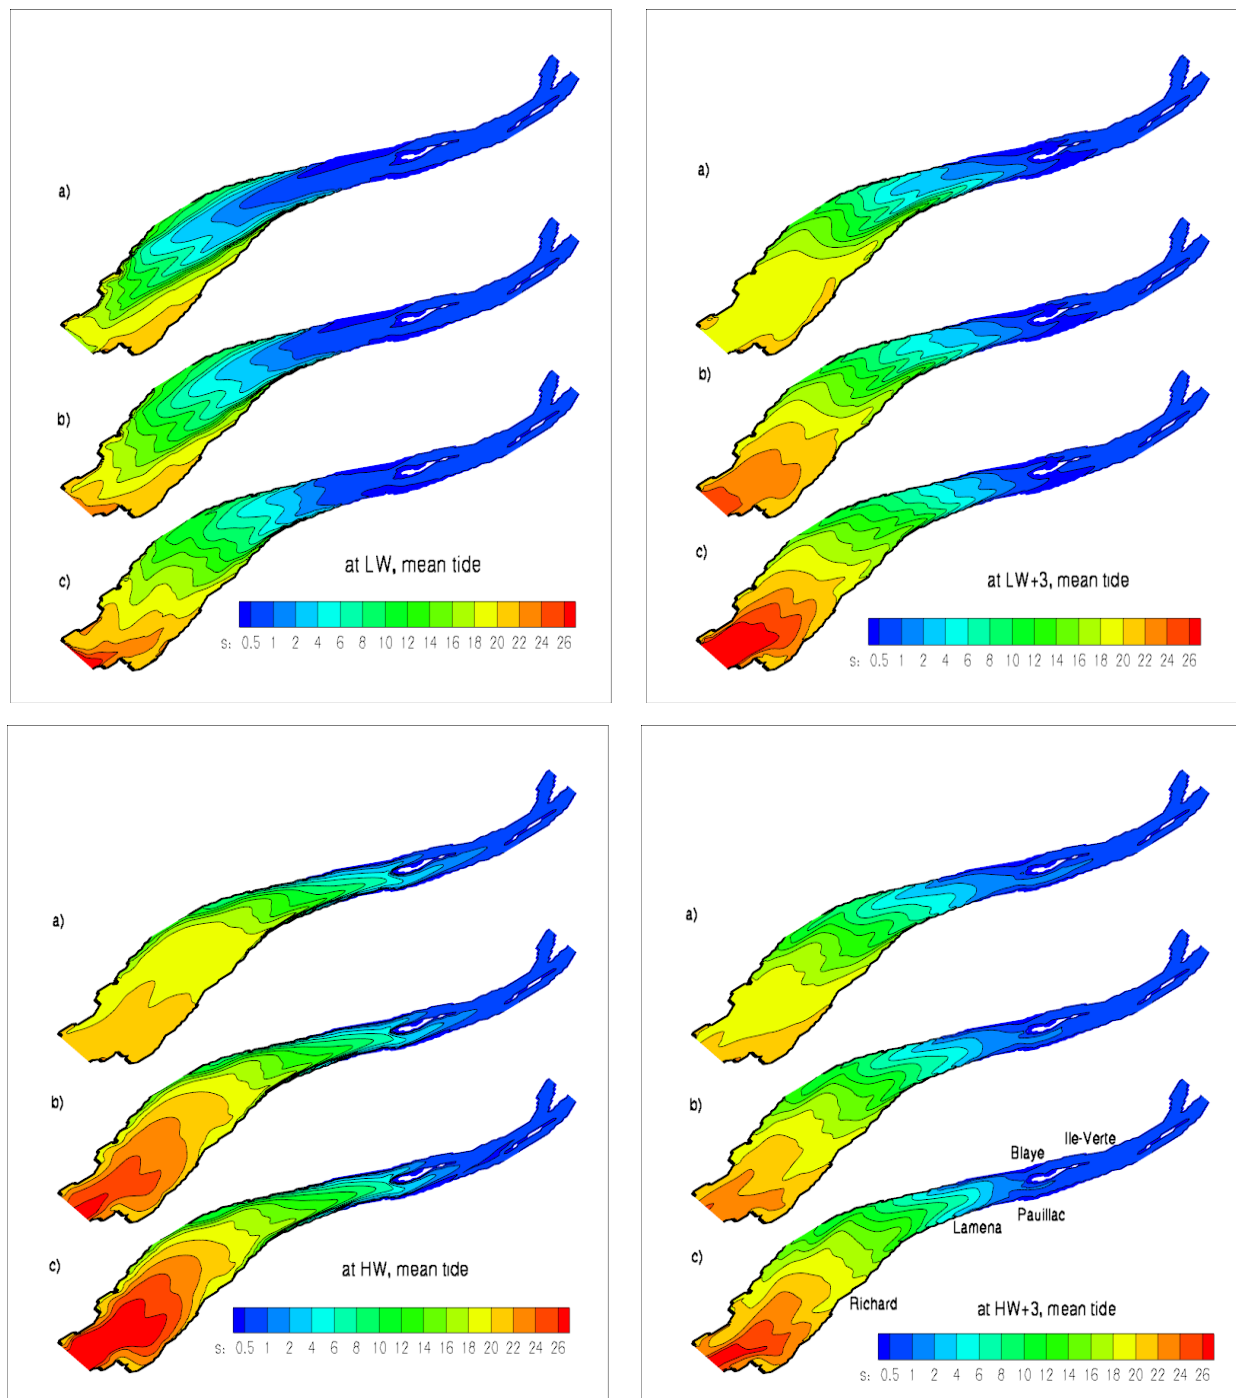 a)
b)
c)
at LW, mean tide
s: 0.5 1 2 4 6 8 10 12 14 16 18 20 22 24 26
a)
b)
c)
at LW+3, mean tide
s: 0.5 1 2 4 6 8 10 12 14 16 18 20 22 24 26
a)
b)
c)
at HW, mean tide
s: 0.5 1 2 4 6 8 10 12 14 16 18 20 22 24 26
a)
b)
Ile-Verte
Blaye
Pauillac
Lamena
c)
Richard
at HW+3, mean tide
s: 0.5 1 2 4 6 8 10 12 14 16 18 20 22 24 26